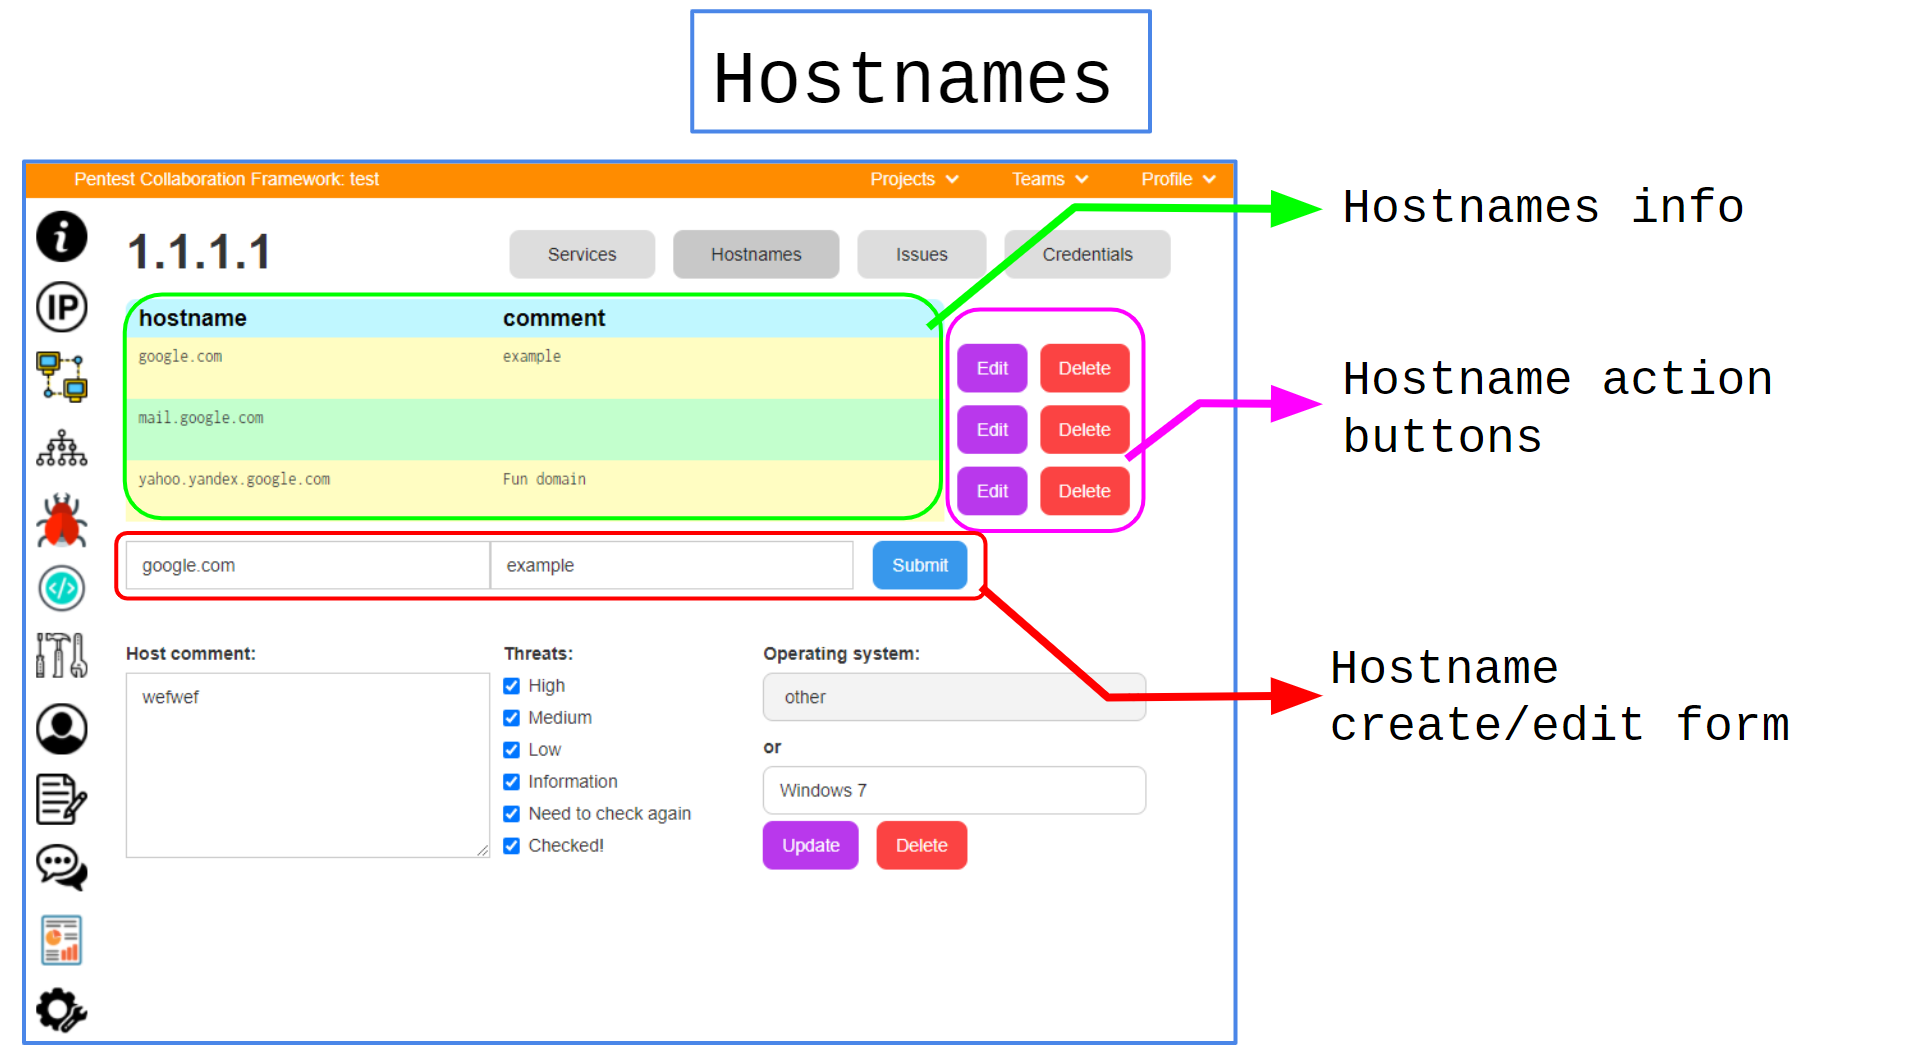 Hostnames
Pentest Collaboration Framework: test
Projects
Teams
Profile
1.1.1.1
Services
Hostnames
Issues
Credentials
Hostnames info
IP
hostname
comment
google.com
example
Edit
Delete
mail.google.com
Edit
Delete
yahoo.yandex.google.com
Fun domain
Edit
Delete
Hostname action
buttons
google.com
example
Submit
Hostname
create/edit form
Host comment:
wefwef
Threats:
High
Medium
Low
Information
Need to check again
Checked!
Operating system:
other
or
Windows 7
Update
Delete